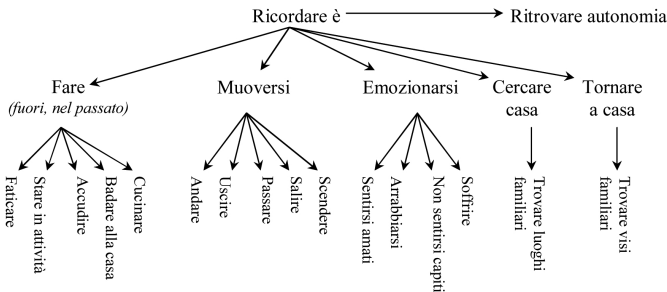 Ricordare è
Ritrovare autonomia
Fare
(fuori, nel passato)
Muoversi
Emozionarsi
Cercare
casa
Tornare
a casa
Faticare
Stare in attività
Accudire
Badare alla casa
Cucinare
Andare
Uscire
Passare
Salire
Scendere
Sentirsi amati
Arrabbiarsi
Non sentirsi capiti
Soffrire
Trovare luoghi
familiari
Trovare visi
familiari